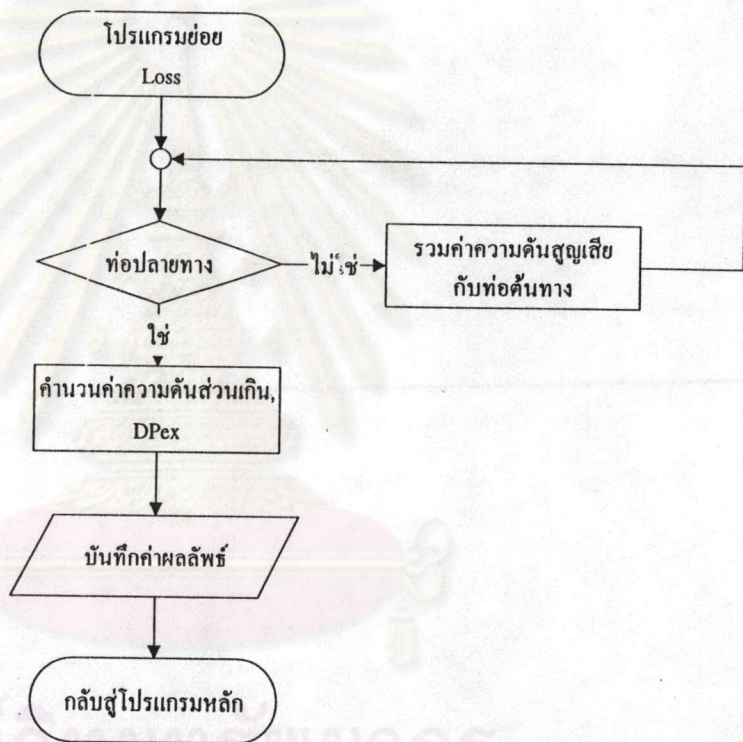 โปรแกรมย่อย
Loss
ท่อปลายทาง
ไม่ใช่
รวมค่าความดันสูญเสีย
กับท่อต้นทาง
ใช่
คำนวนค่าความดันส่วนเกิน,
DPex
บันทึกค่าผลลัพธ์
กลับสู่โปรแกรมหลัก